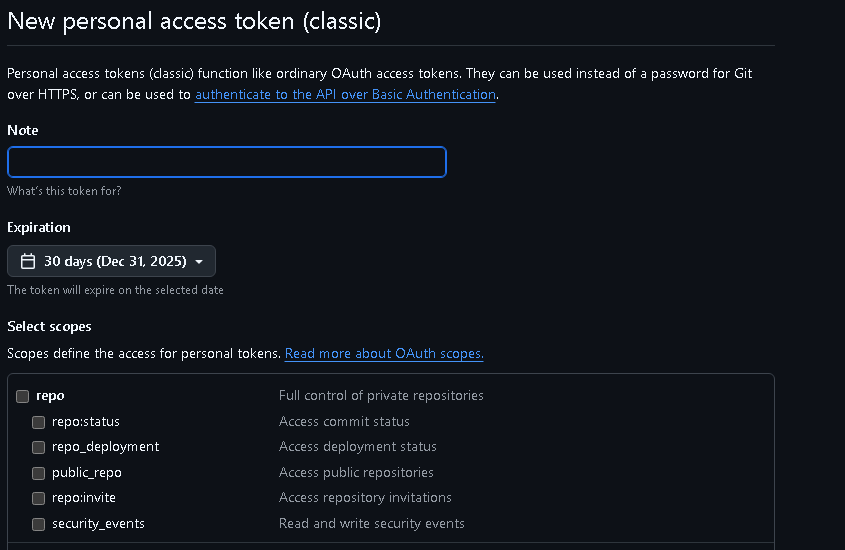 New personal access token (classic)
Personal access tokens (classic) function like ordinary OAuth access tokens. They can be used instead of a password for Git
over HTTPS, or can be used to authenticate to the API over Basic Authentication.
Note
What's this token for?
Expiration
30 days (Dec 31, 2025)
The token will expire on the selected date
Select scopes
Scopes define the access for personal tokens. Read more about OAuth scopes.
repo Full control of private repositories
repo:status Access commit status
repo_deployment Access deployment status
public_repo Access public repositories
repo:invite Access repository invitations
security_events Read and write security events